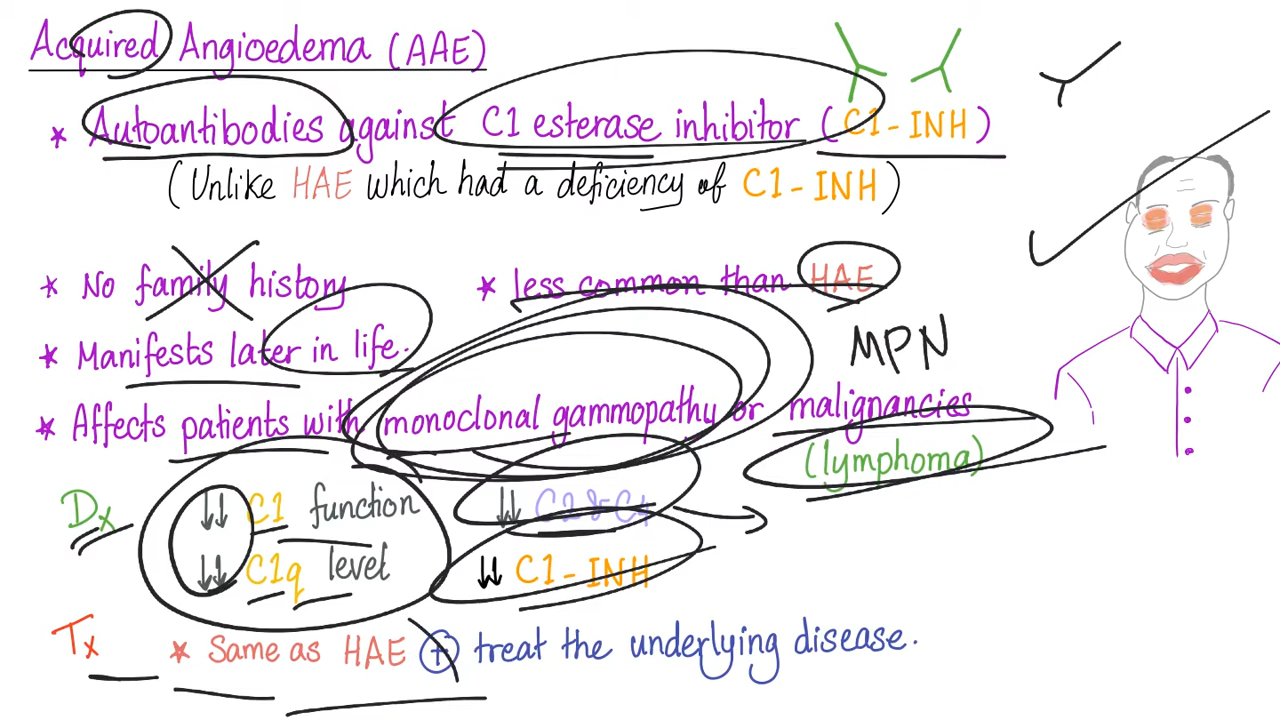 Acquired Angioedema (AAE)
* Autoantibodies against C1 esterase inhibitor (C1-INH)
(Unlike HAE which had a deficiency of C1-INH)
* No family history
* less common than HAE
* Manifests later in life.
MPN
* Affects patients with monoclonal gammopathy or malignancies
(lymphoma)
Dx
↓↓ C1 function
↓↓ C2 & C4
↓↓ C1q level
↓↓ C1-INH
Tx
* Same as HAE + treat the underlying disease.